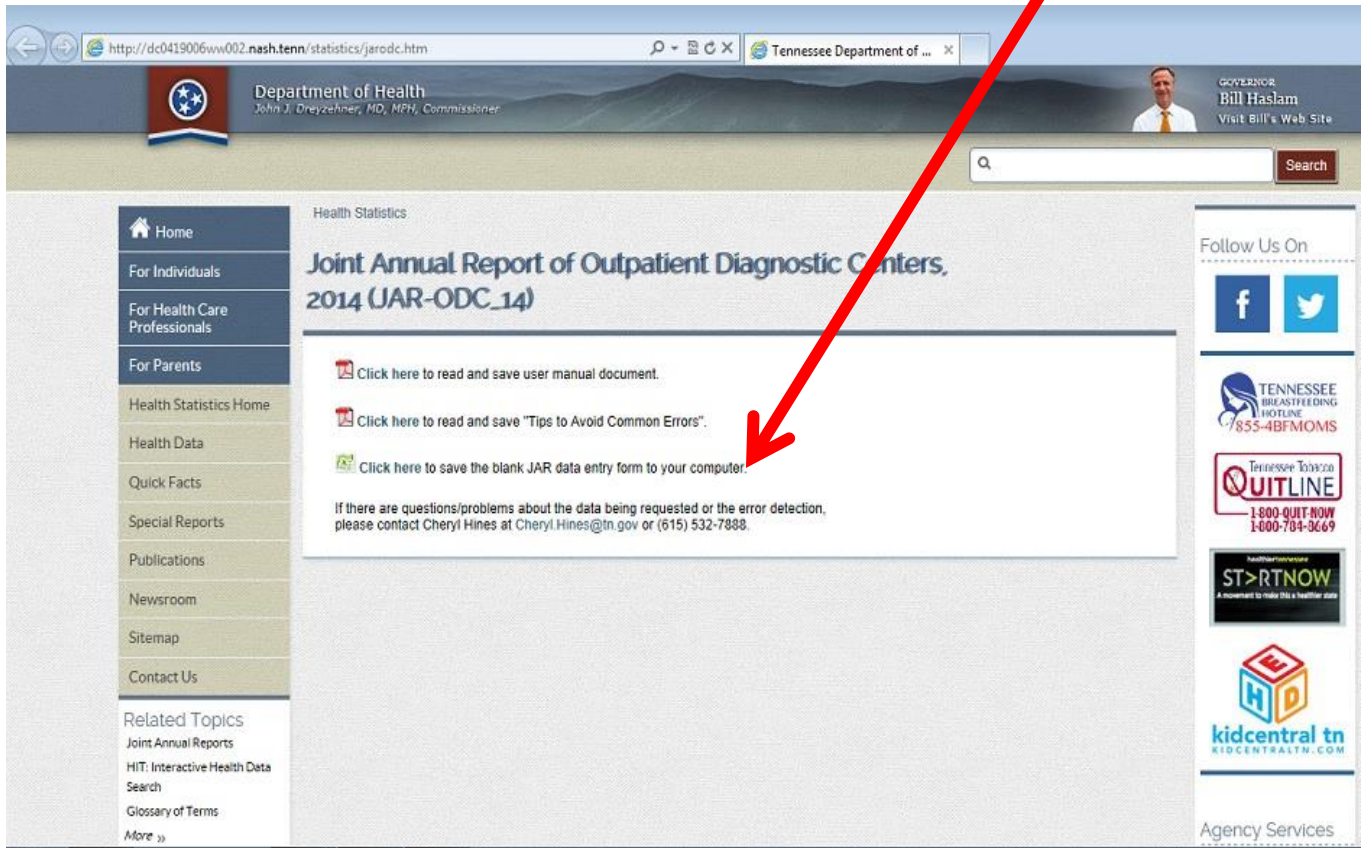 http://dc0419006ww002.nash.tenn/statistics/jarodc.htm
Tennessee Department of ...
Department of Health
John J. Dreyzehner, MD, MPH, Commissioner
GOVERNOR
Bill Haslam
Visit Bill's Web Site
Search
Home
For Individuals
For Health Care
Professionals
For Parents
Health Statistics Home
Health Data
Quick Facts
Special Reports
Publications
Newsroom
Sitemap
Contact Us
Related Topics
Joint Annual Reports
HIT: Interactive Health Data
Search
Glossary of Terms
More »
Health Statistics
Joint Annual Report of Outpatient Diagnostic Centers,
2014 (JAR-ODC_14)
Click here to read and save user manual document.
Click here to read and save "Tips to Avoid Common Errors".
Click here to save the blank JAR data entry form to your computer.
If there are questions/problems about the data being requested or the error detection,
please contact Cheryl Hines at Cheryl.Hines@tn.gov or (615) 532-7888.
Follow Us On
f
TENNESSEE
BREASTFEEDING
HOTLINE
855-4BFMOMS
Tennessee Tobacco
QUITLINE
1-800-QUIT-NOW
1-800-784-8669
healthiertennessee
ST>RTNOW
A movement to make this a healthier state
E
H D
kidcentral tn
KIDCENTRALTN.COM
Agency Services